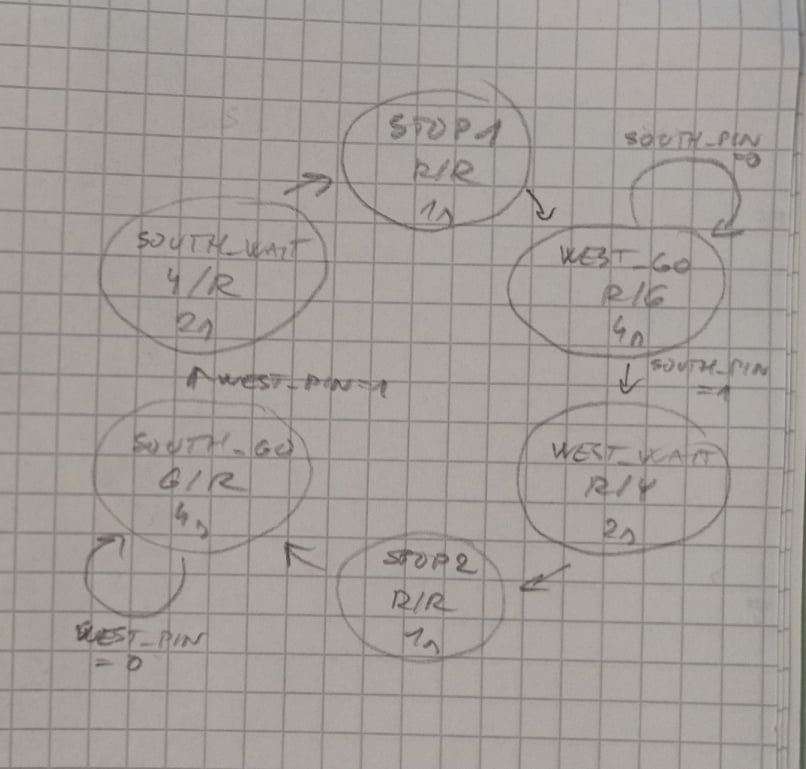 STOP1
R/R
1s
SOUTH_PIN
=0
SOUTH_WAIT
Y/R
2s
WEST_GO
R/G
4s
SOUTH_PIN
=1
WEST_PIN=1
SOUTH_GO
G/R
4s
WEST_WAIT
R/Y
2s
STOP2
R/R
1s
WEST_PIN
= 0